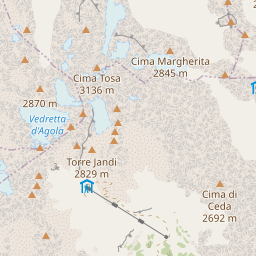 Cima Margherita
2845 m
Cima Tosa
3136 m
2870 m
Vedretta
d'Agola
Torre Jandi
2829 m
Cima di
Ceda
2692 m